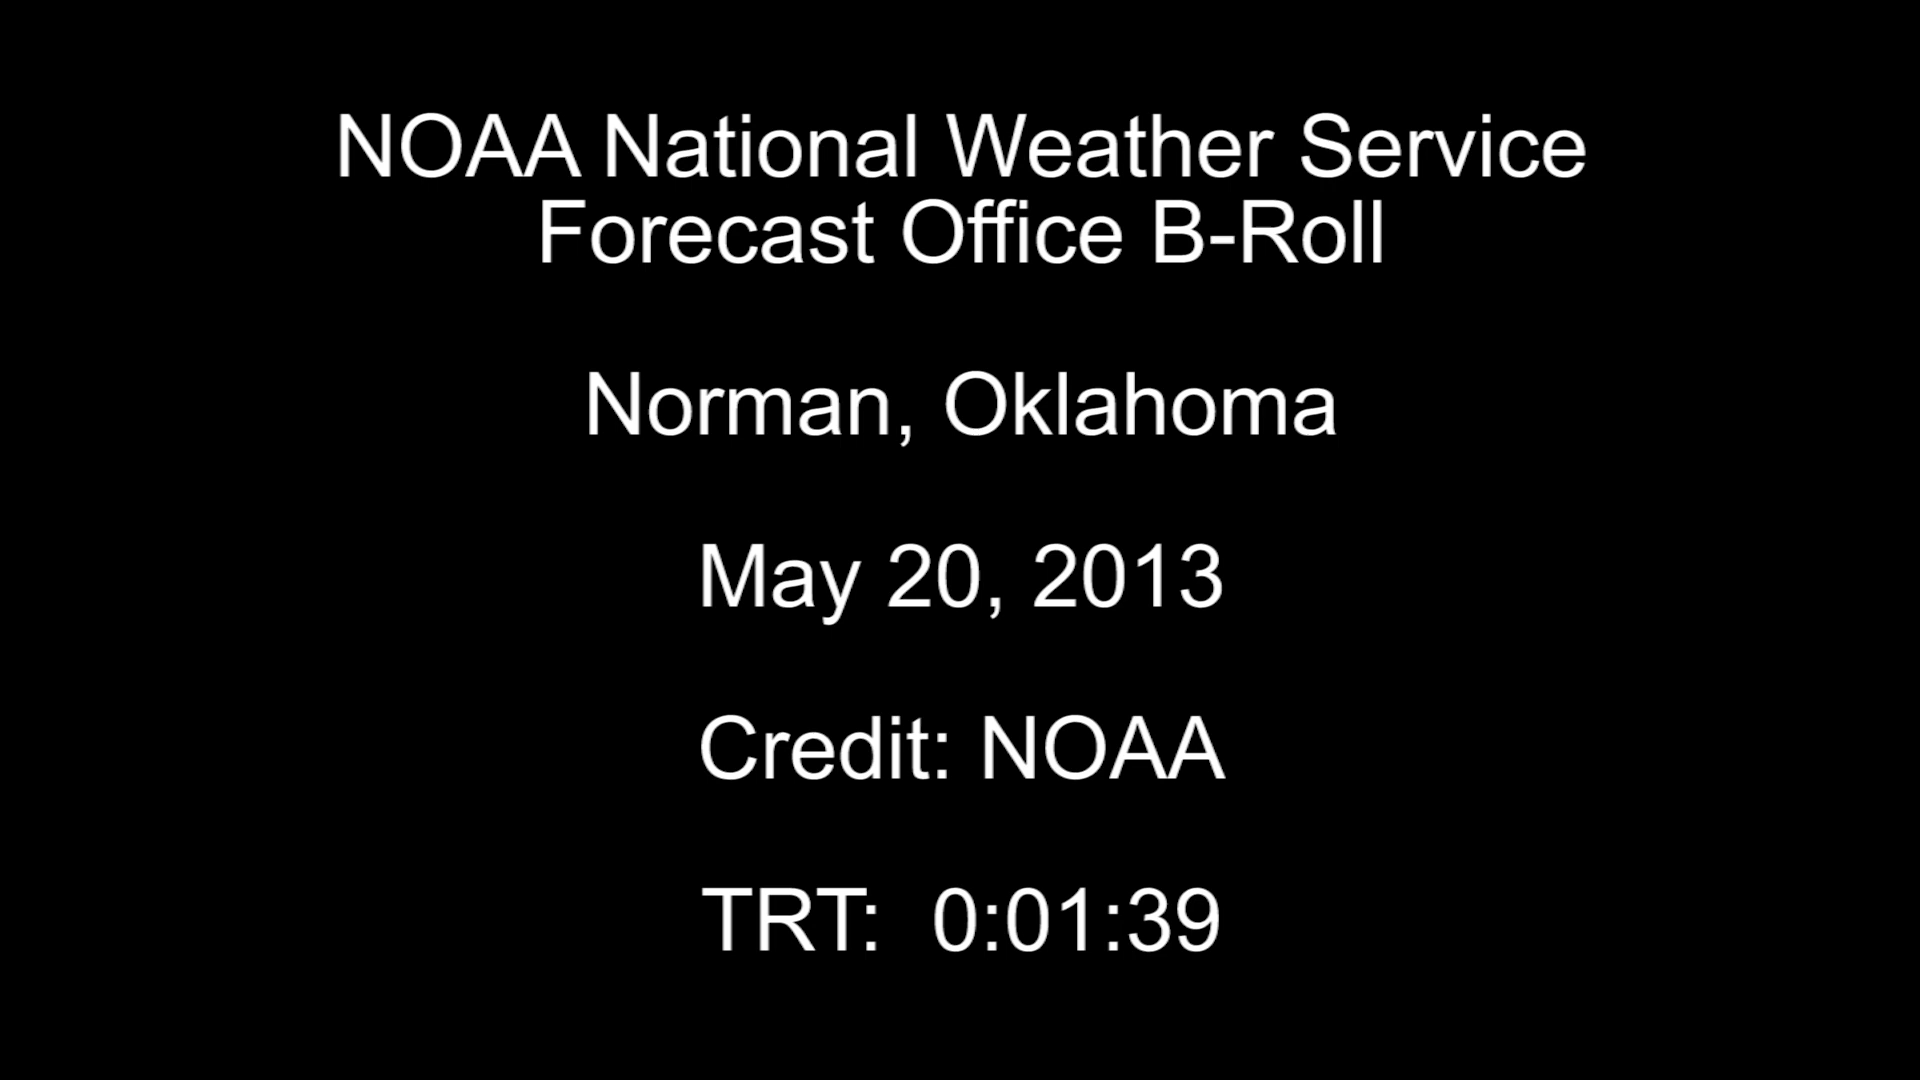 NOAA National Weather Service
Forecast Office B-Roll
Norman, Oklahoma
May 20, 2013
Credit: NOAA
TRT:  0:01:39